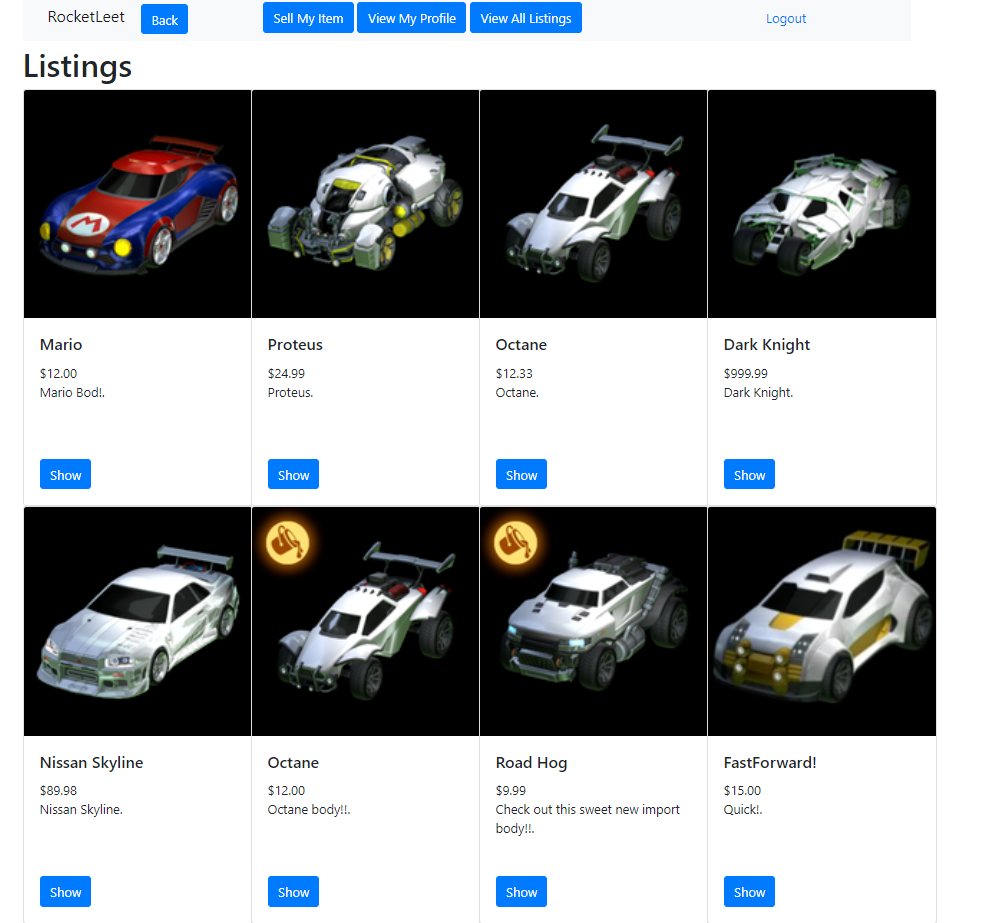 RocketLeet Back Sell My Item View My Profile View All Listings Logout
Listings
M
Mario
$12.00
Mario Bod!.
Show
Proteus
$24.99
Proteus.
Show
Octane
$12.33
Octane.
Show
Dark Knight
$999.99
Dark Knight.
Show
Nissan Skyline
$89.98
Nissan Skyline.
Show
Octane
$12.00
Octane body!!.
Show
Road Hog
$9.99
Check out this sweet new import
body!!.
Show
FastForward!
$15.00
Quick!.
Show